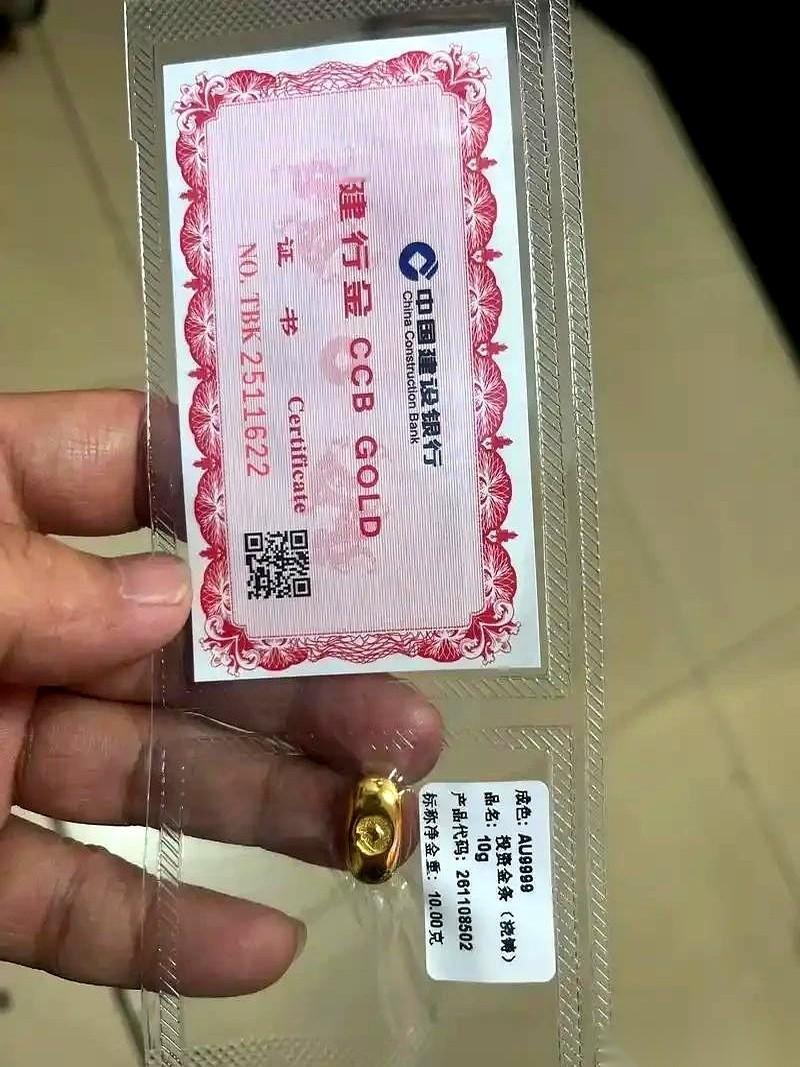 中国建设银行
China Construction Bank
建行金 CCB GOLD
证书 Certificate
NO. TBK 2511622
成色: AU9999
品名: 投资金条（浇铸）
10g
产品代码: 261108502
标称净金重: 10.00克